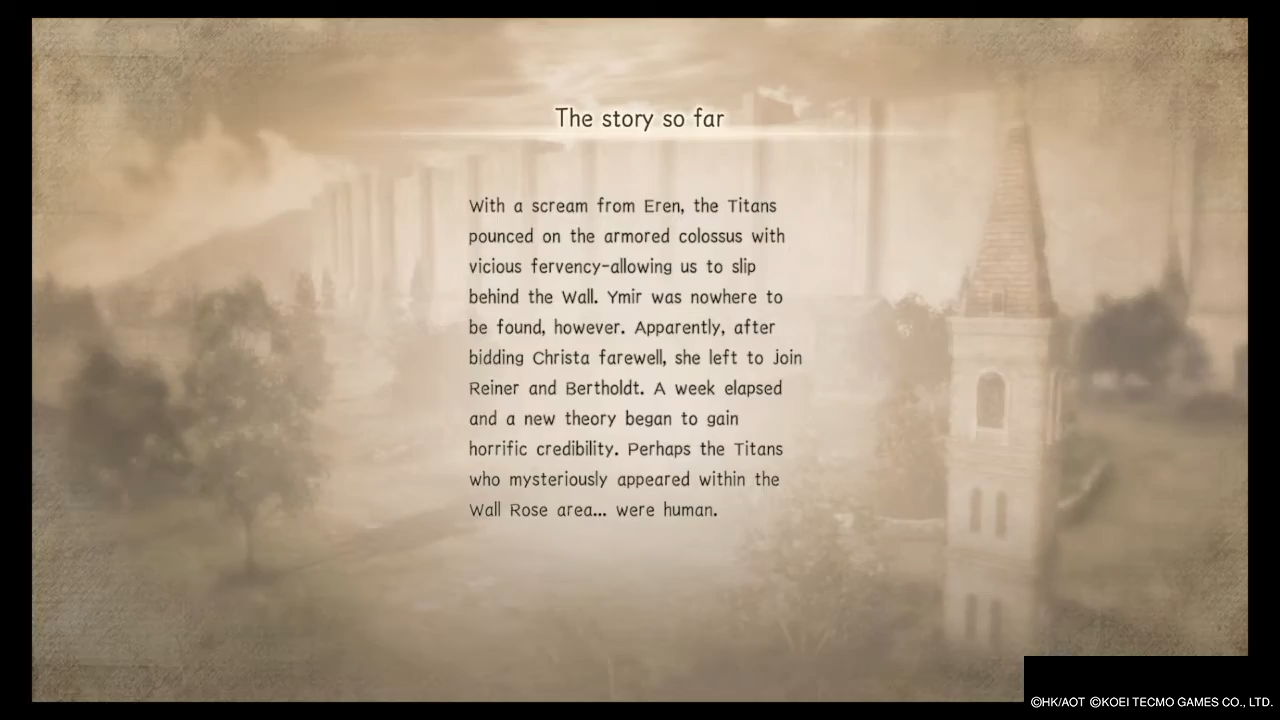 The story so far
With a scream from Eren, the Titans
pounced on the armored colossus with
vicious fervency-allowing us to slip
behind the Wall. Ymir was nowhere to
be found, however. Apparently, after
bidding Christa farewell, she left to join
Reiner and Bertholdt. A week elapsed
and a new theory began to gain
horrific credibility. Perhaps the Titans
who mysteriously appeared within the
Wall Rose area... were human.
©HK/AOT ©KOEI TECMO GAMES CO., LTD.